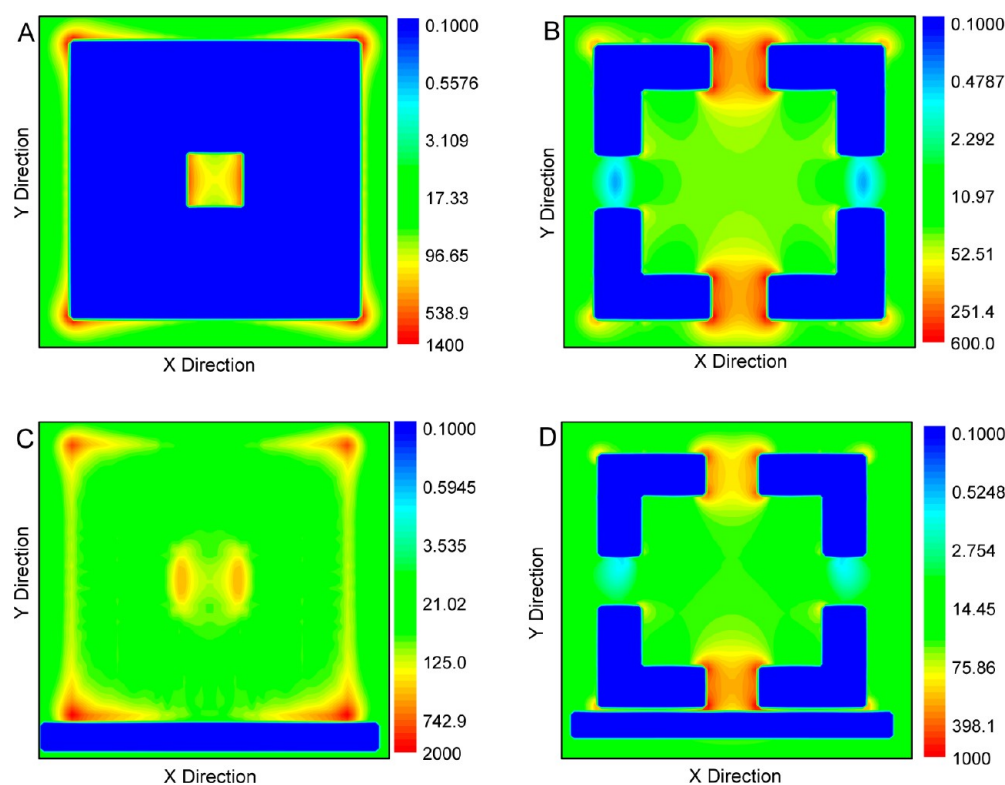 A
Y Direction
X Direction
0.1000
0.5576
3.109
17.33
96.65
538.9
1400
B
Y Direction
X Direction
0.1000
0.4787
2.292
10.97
52.51
251.4
600.0
C
Y Direction
X Direction
0.1000
0.5945
3.535
21.02
125.0
742.9
2000
D
Y Direction
X Direction
0.1000
0.5248
2.754
14.45
75.86
398.1
1000